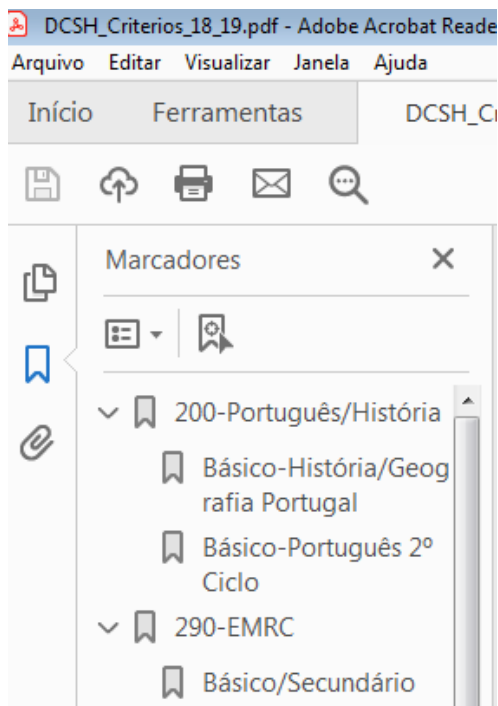 DCSH_Criterios_18_19.pdf - Adobe Acrobat Reade
Arquivo Editar Visualizar Janela Ajuda
Início Ferramentas DCSH_Cr
Marcadores
200-Português/História
Básico-História/Geog
rafia Portugal
Básico-Português 2º
Ciclo
290-EMRC
Básico/Secundário